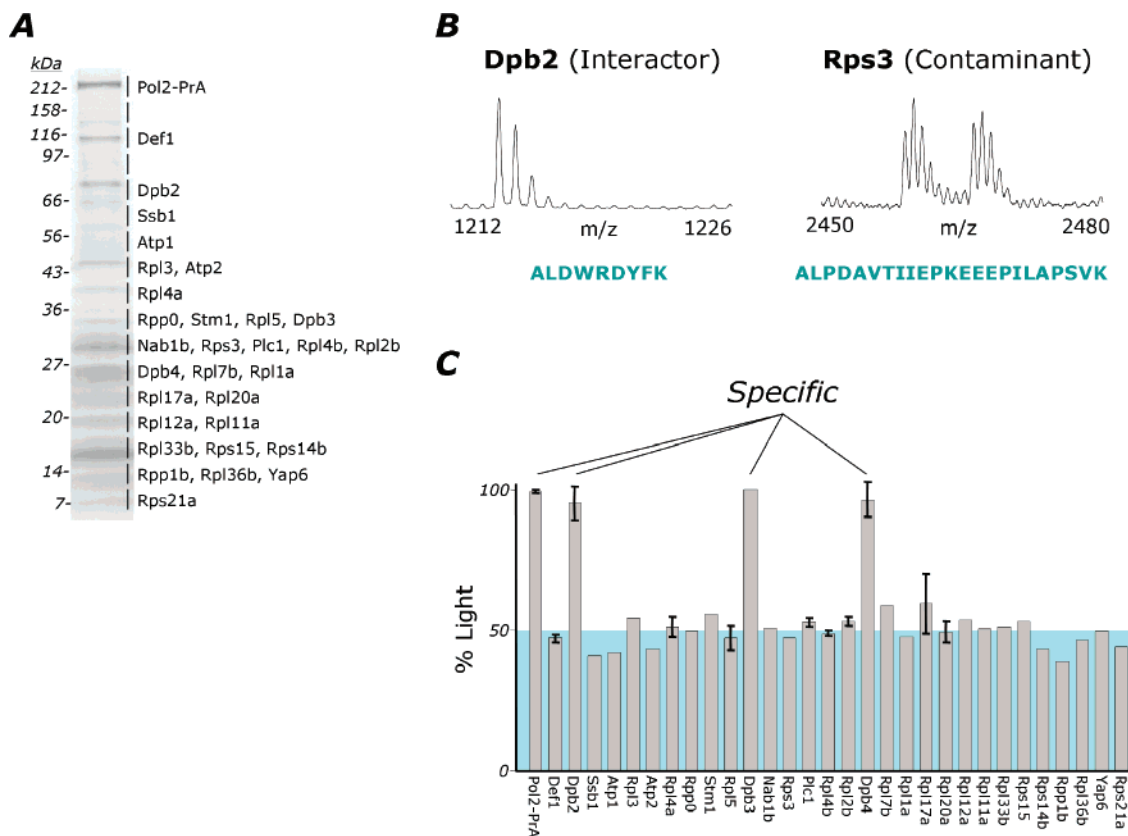 A
kDa
212-
158-
116-
97-
66-
56-
43-
36-
27-
20-
14-
7-
Pol2-PrA
Def1
Dpb2
Ssb1
Atp1
Rpl3, Atp2
Rpl4a
Rpp0, Stm1, Rpl5, Dpb3
Nab1b, Rps3, Plc1, Rpl4b, Rpl2b
Dpb4, Rpl7b, Rpl1a
Rpl17a, Rpl20a
Rpl12a, Rpl11a
Rpl33b, Rps15, Rps14b
Rpp1b, Rpl36b, Yap6
Rps21a
B
Dpb2 (Interactor)
1212 m/z 1226
ALDWRDYFK
Rps3 (Contaminant)
2450 m/z 2480
ALPDAVTIIEPKEEEPILAPSVK
C
Specific
% Light
100
50
0
Pol2-PrA
Def1
Dpb2
Ssb1
Atp1
Rpl3
Atp2
Rpl4a
Rpp0
Stm1
Rpl5
Dpb3
Nab1b
Rps3
Plc1
Rpl4b
Rpl2b
Dpb4
Rpl7b
Rpl1a
Rpl17a
Rpl20a
Rpl12a
Rpl11a
Rpl33b
Rps15
Rps14b
Rpp1b
Rpl36b
Yap6
Rps21a